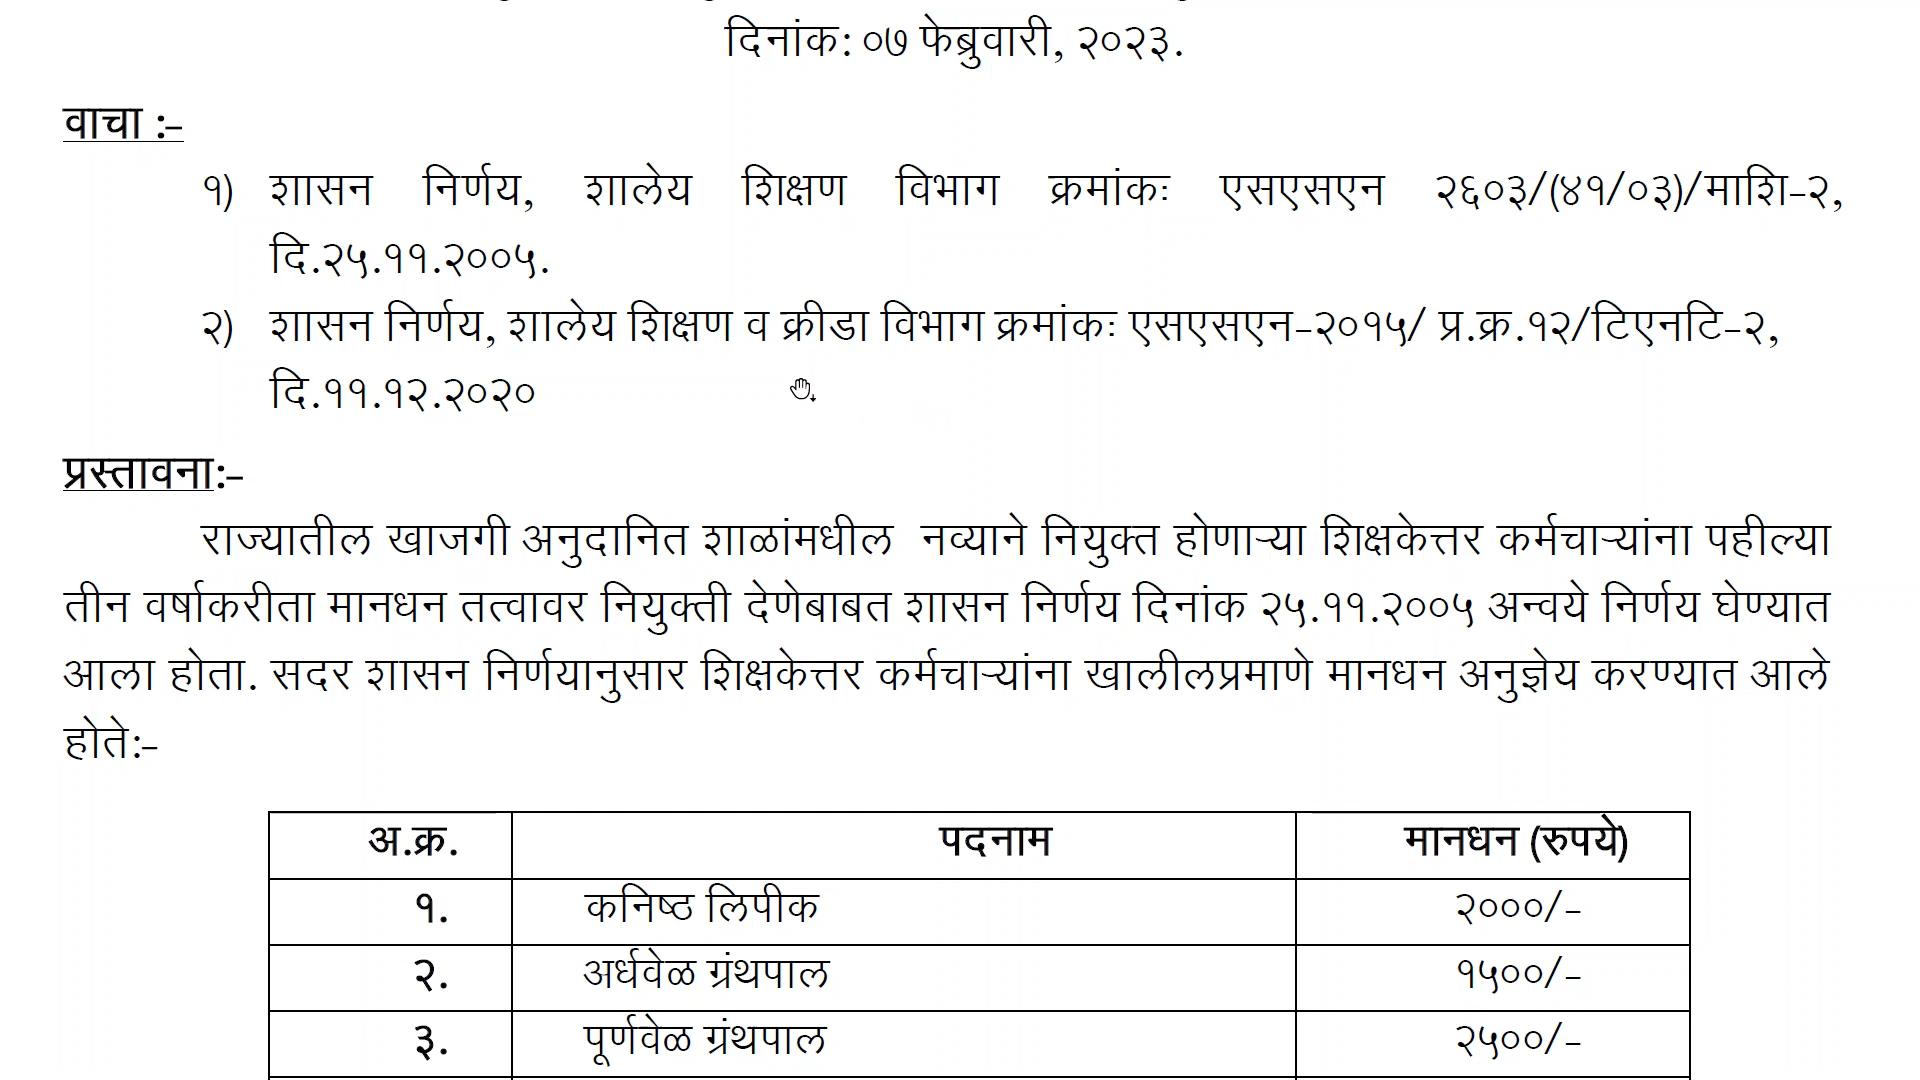 दिनांक: ०७ फेब्रुवारी, २०२३.
वाचा :-
१) शासन निर्णय, शालेय शिक्षण विभाग क्रमांकः एसएसएन २६०३/(४१/०३)/माशि-२,
दि.२५.११.२००५.
२) शासन निर्णय, शालेय शिक्षण व क्रीडा विभाग क्रमांकः एसएसएन-२०१५/ प्र.क्र.१२/टिएनटि-२,
दि.११.१२.२०२०
प्रस्तावना:-
राज्यातील खाजगी अनुदानित शाळांमधील नव्याने नियुक्त होणाऱ्या शिक्षकेत्तर कर्मचाऱ्यांना पहील्या
तीन वर्षाकरीता मानधन तत्वावर नियुक्ती देणेबाबत शासन निर्णय दिनांक २५.११.२००५ अन्वये निर्णय घेण्यात
आला होता. सदर शासन निर्णयानुसार शिक्षकेत्तर कर्मचाऱ्यांना खालीलप्रमाणे मानधन अनुज्ञेय करण्यात आले
होते:-
अ.क्र. पदनाम मानधन (रुपये)
१. कनिष्ठ लिपीक २०००/-
२. अर्धवेळ ग्रंथपाल १५००/-
३. पूर्णवेळ ग्रंथपाल २५००/-